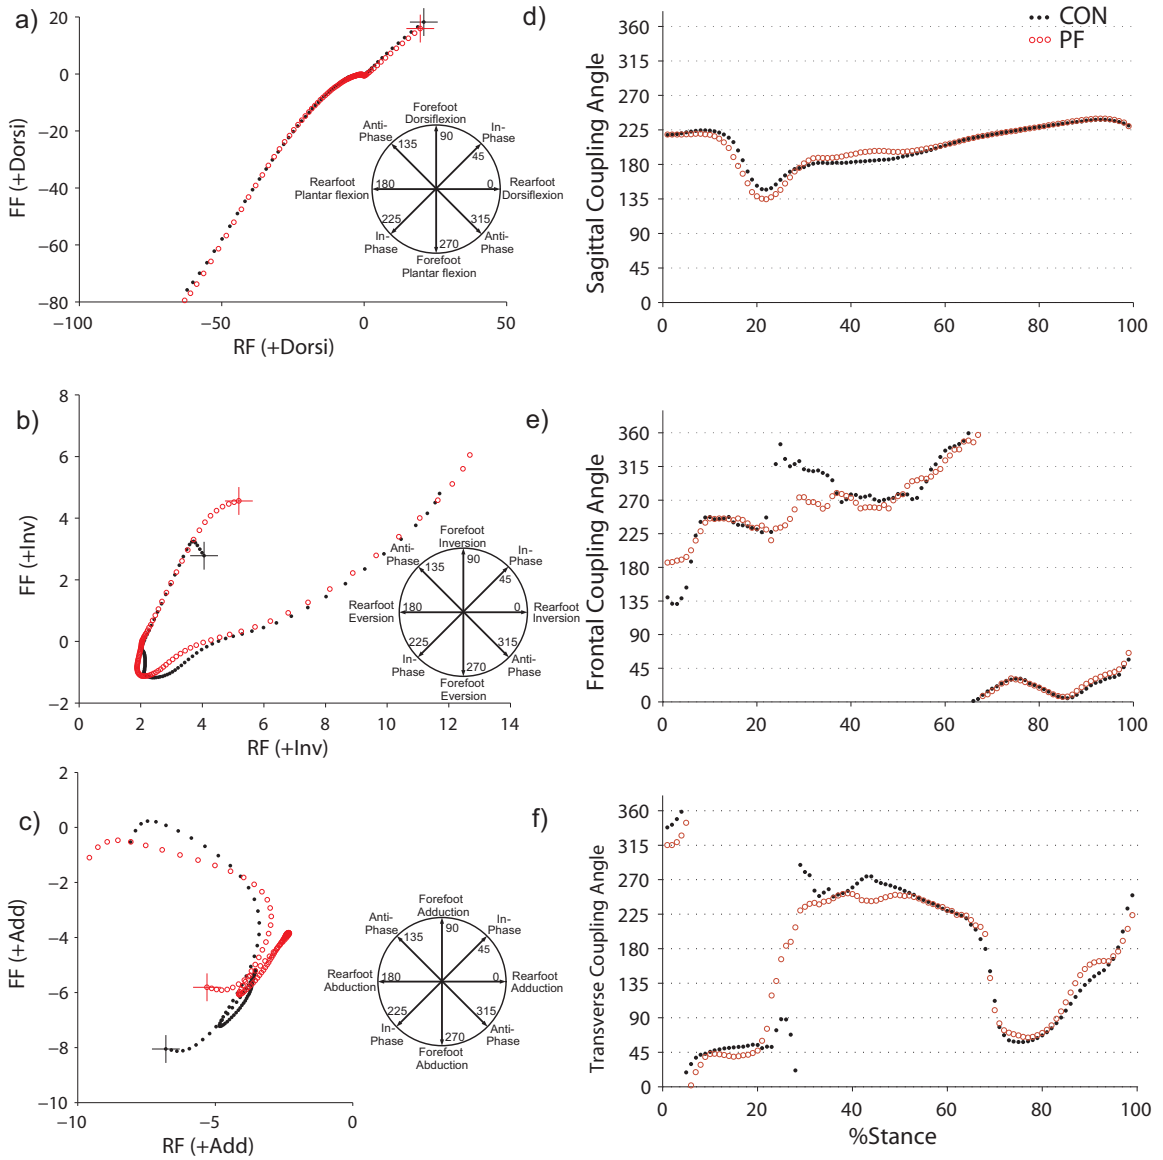 a)
20
0
−20
−40
−60
−80
FF (+Dorsi)
−100
−50
0
50
RF (+Dorsi)
Forefoot
Dorsiflexion
90
In-
Phase
45
0
Rearfoot
Dorsiflexion
315
Anti-
Phase
270
Forefoot
Plantar flexion
225
In-
Phase
180
Rearfoot
Plantar flexion
135
Anti-
Phase
d)
CON
PF
360
315
270
225
180
135
90
45
0
Sagittal Coupling Angle
0
20
40
60
80
100
b)
8
6
4
2
0
−2
FF (+Inv)
0
2
4
6
8
10
12
14
RF (+Inv)
Forefoot
Inversion
90
In-
Phase
45
0
Rearfoot
Inversion
315
Anti-
Phase
270
Forefoot
Eversion
225
In-
Phase
180
Rearfoot
Eversion
135
Anti-
Phase
e)
360
315
270
225
180
135
90
45
0
Frontal Coupling Angle
0
20
40
60
80
100
c)
2
0
−2
−4
−6
−8
−10
FF (+Add)
−10
−5
0
RF (+Add)
Forefoot
Adduction
90
In-
Phase
45
0
Rearfoot
Adduction
315
Anti-
Phase
270
Forefoot
Abduction
225
In-
Phase
180
Rearfoot
Abduction
135
Anti-
Phase
f)
360
315
270
225
180
135
90
45
0
Transverse Coupling Angle
0
20
40
60
80
100
%Stance